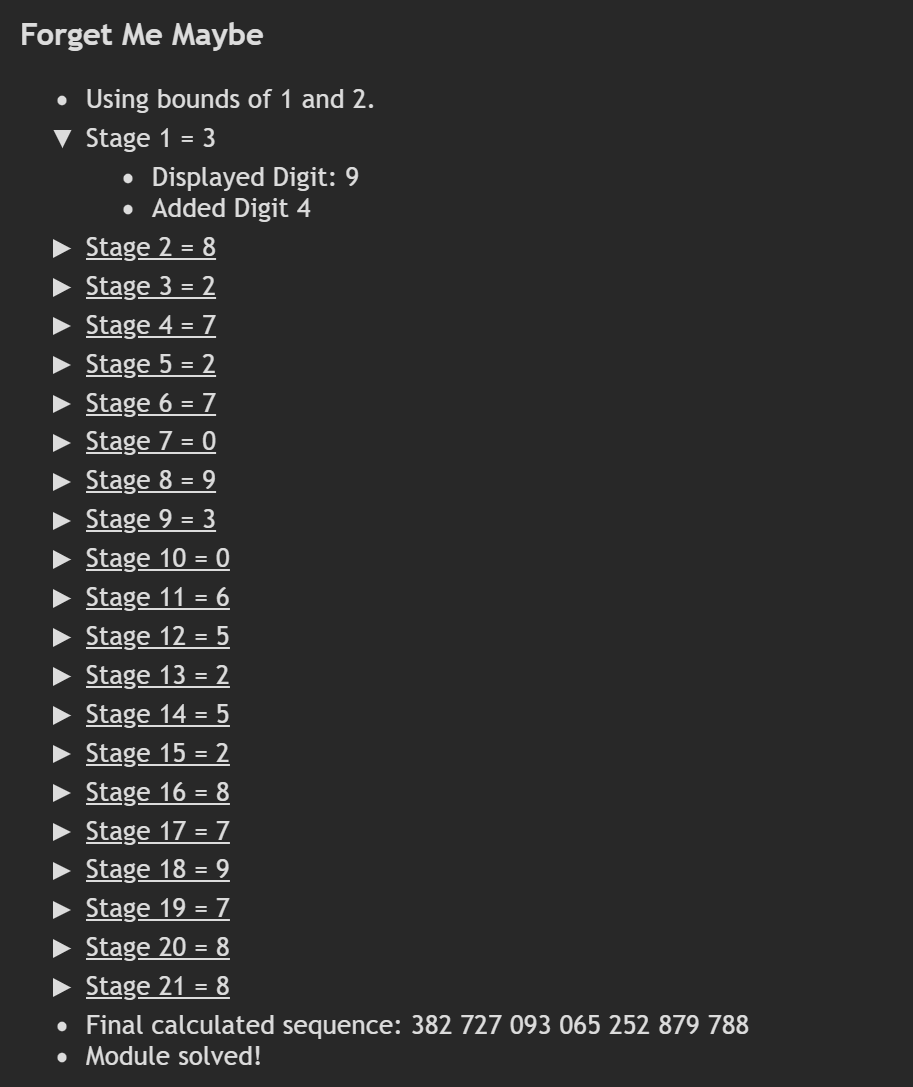 Forget Me Maybe
Using bounds of 1 and 2.
Stage 1 = 3
Displayed Digit: 9
Added Digit 4
Stage 2 = 8
Stage 3 = 2
Stage 4 = 7
Stage 5 = 2
Stage 6 = 7
Stage 7 = 0
Stage 8 = 9
Stage 9 = 3
Stage 10 = 0
Stage 11 = 6
Stage 12 = 5
Stage 13 = 2
Stage 14 = 5
Stage 15 = 2
Stage 16 = 8
Stage 17 = 7
Stage 18 = 9
Stage 19 = 7
Stage 20 = 8
Stage 21 = 8
Final calculated sequence: 382 727 093 065 252 879 788
Module solved!